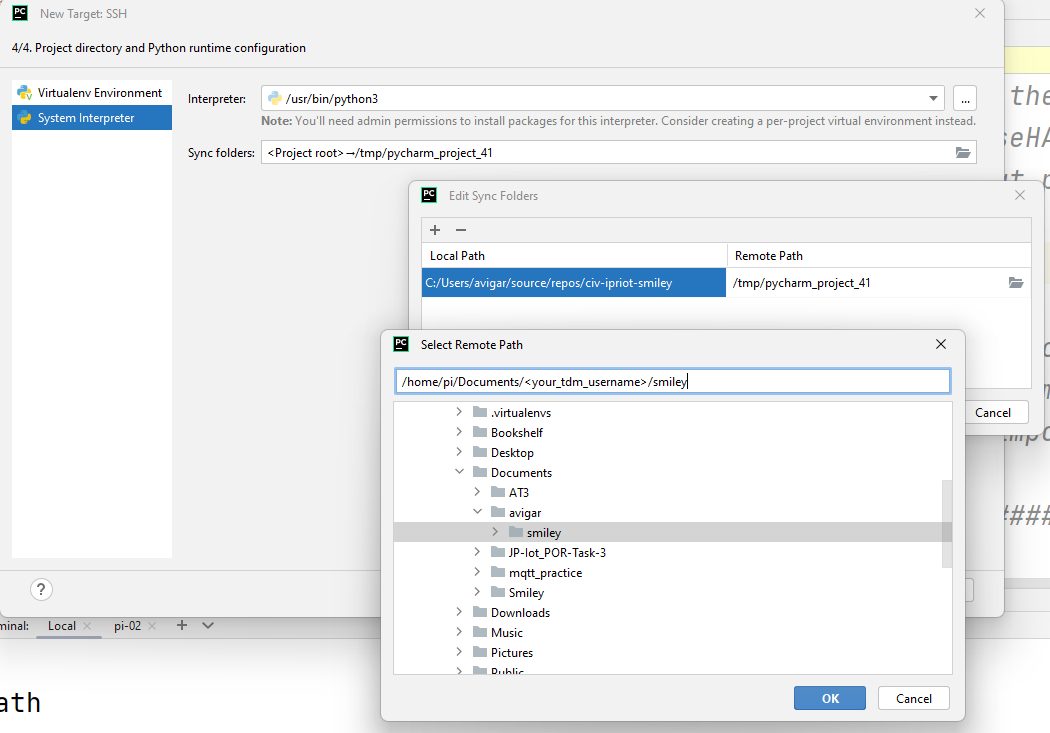 PC New Target: SSH
4/4. Project directory and Python runtime configuration
Virtualenv Environment
System Interpreter
Interpreter: /usr/bin/python3 ...
Note: You'll need admin permissions to install packages for this interpreter. Consider creating a per-project virtual environment instead.
Sync folders: <Project root>→/tmp/pycharm_project_41
the
PC Edit Sync Folders
+ −
Local Path Remote Path
C:/Users/avigar/source/repos/civ-ipriot-smiley /tmp/pycharm_project_41
Cancel
PC Select Remote Path
/home/pi/Documents/<your_tdm_username>/smiley
.virtualenvs
Bookshelf
Desktop
Documents
AT3
avigar
smiley
JP-Iot_POR-Task-3
mqtt_practice
Smiley
Downloads
Music
Pictures
Public
OK Cancel
?
minal: Local pi-02 +
ath
####